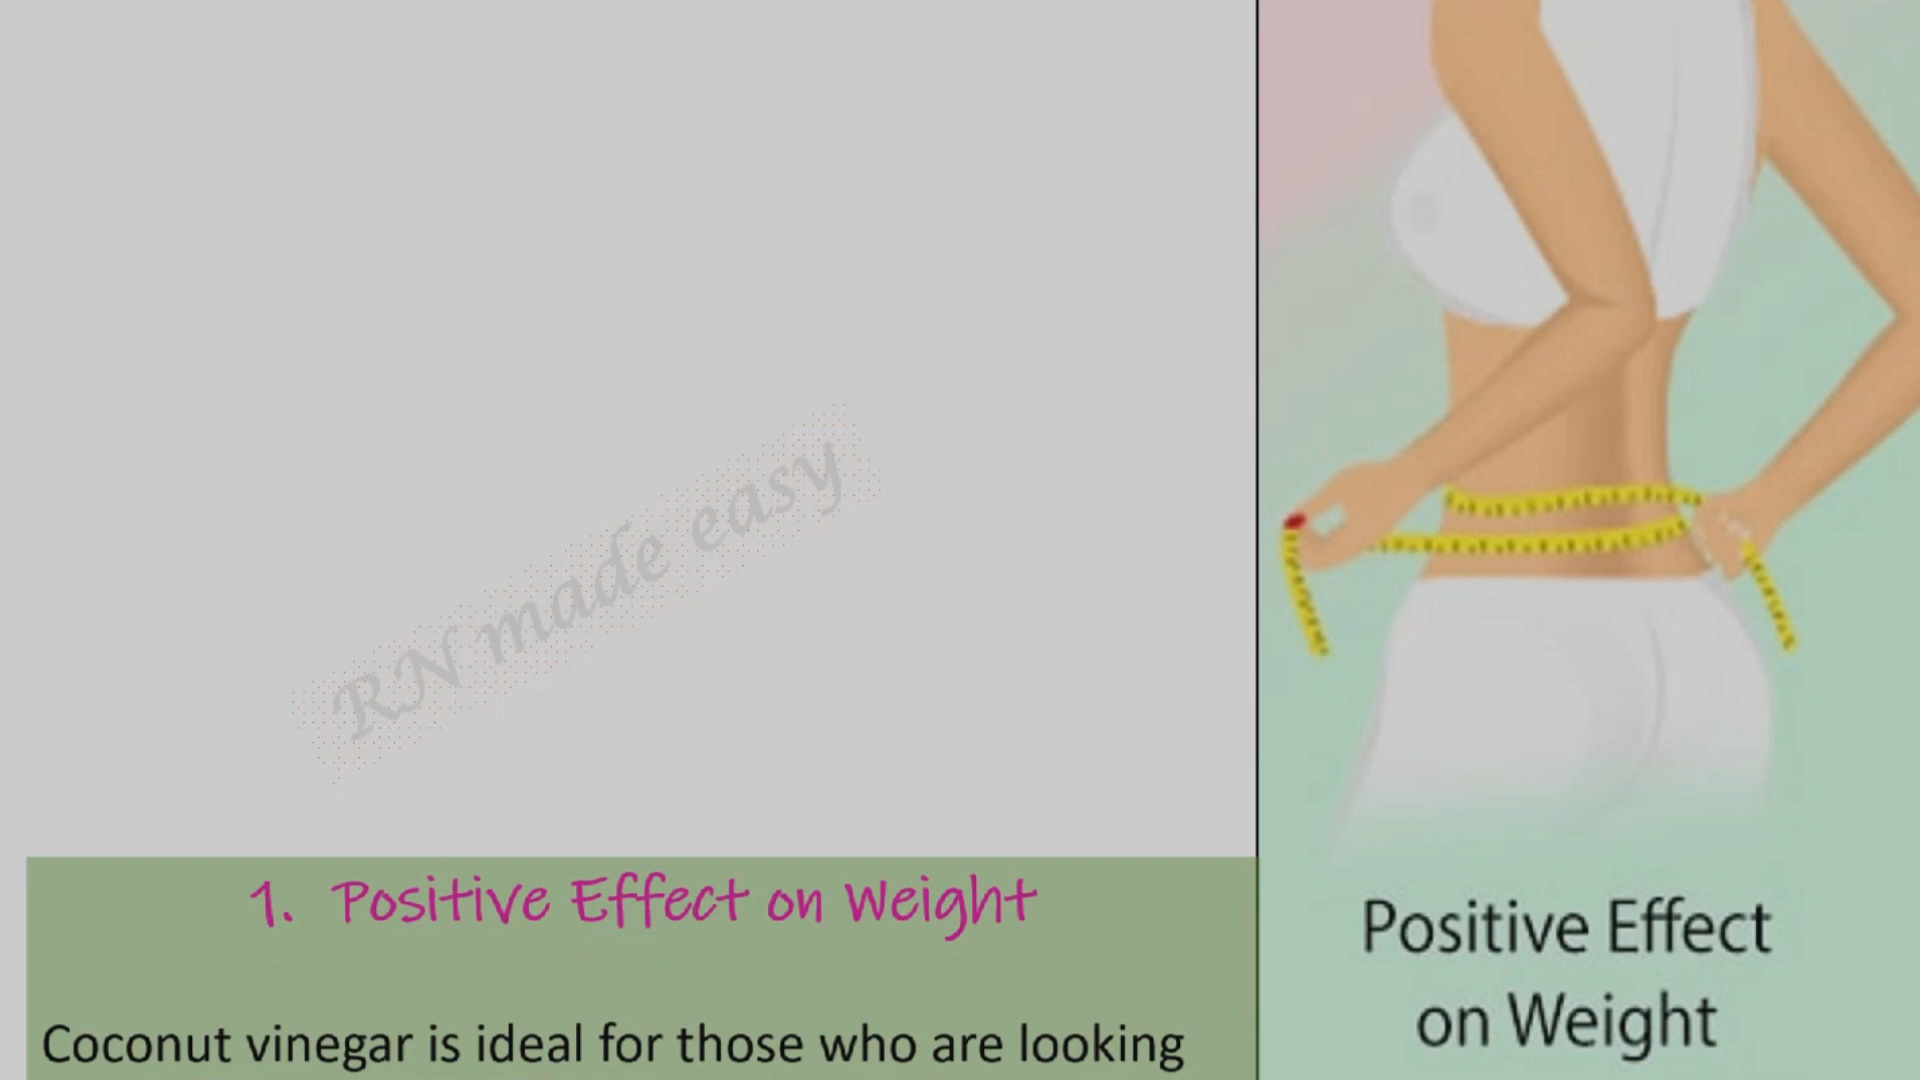 RN made easy
1. Positive Effect on Weight
Coconut vinegar is ideal for those who are looking
Positive Effect
on Weight